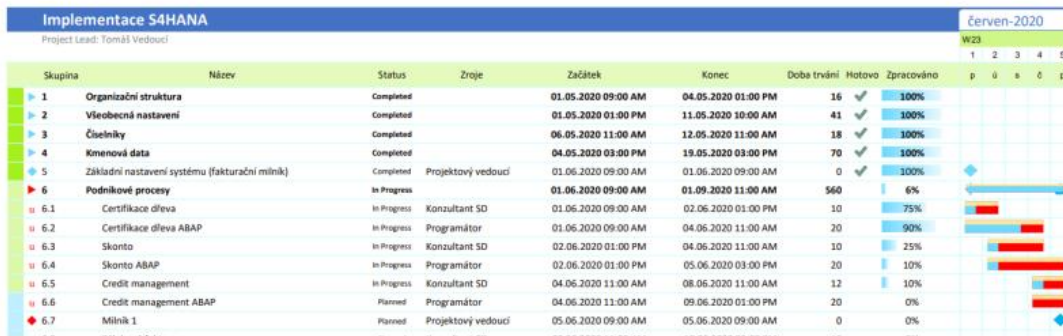 Implementace S4HANA červen-2020
Project Lead: Tomáš Vedoucí W23
1 2 3 4 5
Skupina Název Status Zroje Začátek Konec Doba trvání Hotovo Zpracováno p ú s č p
1 Organizační struktura Completed 01.05.2020 09:00 AM 04.05.2020 01:00 PM 16 100%
2 Všeobecná nastavení Completed 01.05.2020 01:00 PM 11.05.2020 10:00 AM 41 100%
3 Číselníky Completed 06.05.2020 11:00 AM 12.05.2020 11:00 AM 18 100%
4 Kmenová data Completed 04.05.2020 03:00 PM 19.05.2020 03:00 PM 70 100%
5 Základní nastavení systému (fakturační milník) Completed Projektový vedoucí 01.06.2020 09:00 AM 01.06.2020 09:00 AM 0 100%
6 Podnikové procesy In Progress 01.06.2020 09:00 AM 01.09.2020 11:00 AM 560 6%
u 6.1 Certifikace dřeva In Progress Konzultant SD 01.06.2020 09:00 AM 02.06.2020 01:00 PM 10 75%
u 6.2 Certifikace dřeva ABAP In Progress Programátor 01.06.2020 09:00 AM 04.06.2020 11:00 AM 20 90%
u 6.3 Skonto In Progress Konzultant SD 02.06.2020 01:00 PM 04.06.2020 11:00 AM 10 25%
u 6.4 Skonto ABAP In Progress Programátor 02.06.2020 01:00 PM 05.06.2020 03:00 PM 20 10%
u 6.5 Credit management In Progress Konzultant SD 04.06.2020 11:00 AM 08.06.2020 11:00 AM 12 10%
u 6.6 Credit management ABAP Planned Programátor 04.06.2020 11:00 AM 09.06.2020 01:00 PM 20 0%
6.7 Milník 1 Planned Projektový vedoucí 05.06.2020 09:00 AM 05.06.2020 09:00 AM 0 0%